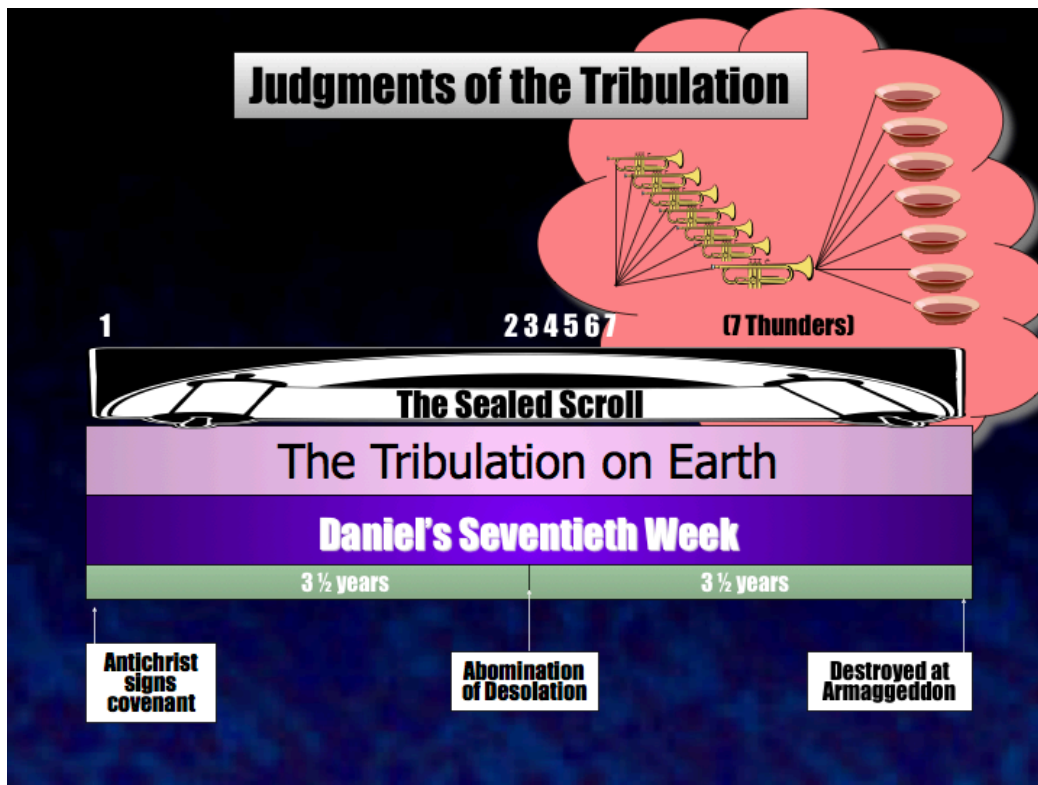 Judgments of the Tribulation
1
2 3 4 5 6 7
(7 Thunders)
The Sealed Scroll
The Tribulation on Earth
Daniel's Seventieth Week
3 ½ years
3 ½ years
Antichrist
signs
covenant
Abomination
of Desolation
Destroyed at
Armaggeddon